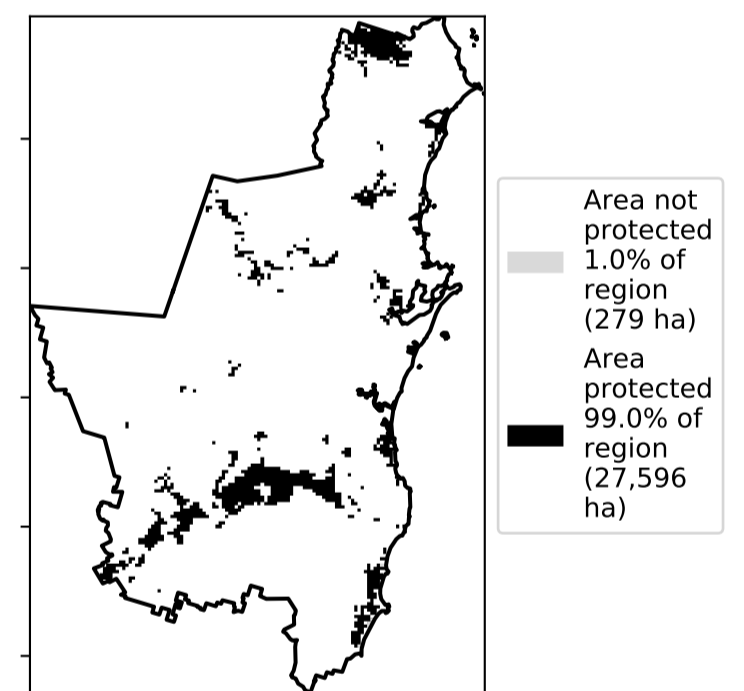 Area not
protected
1.0% of
region
(279 ha)
Area
protected
99.0% of
region
(27,596
ha)